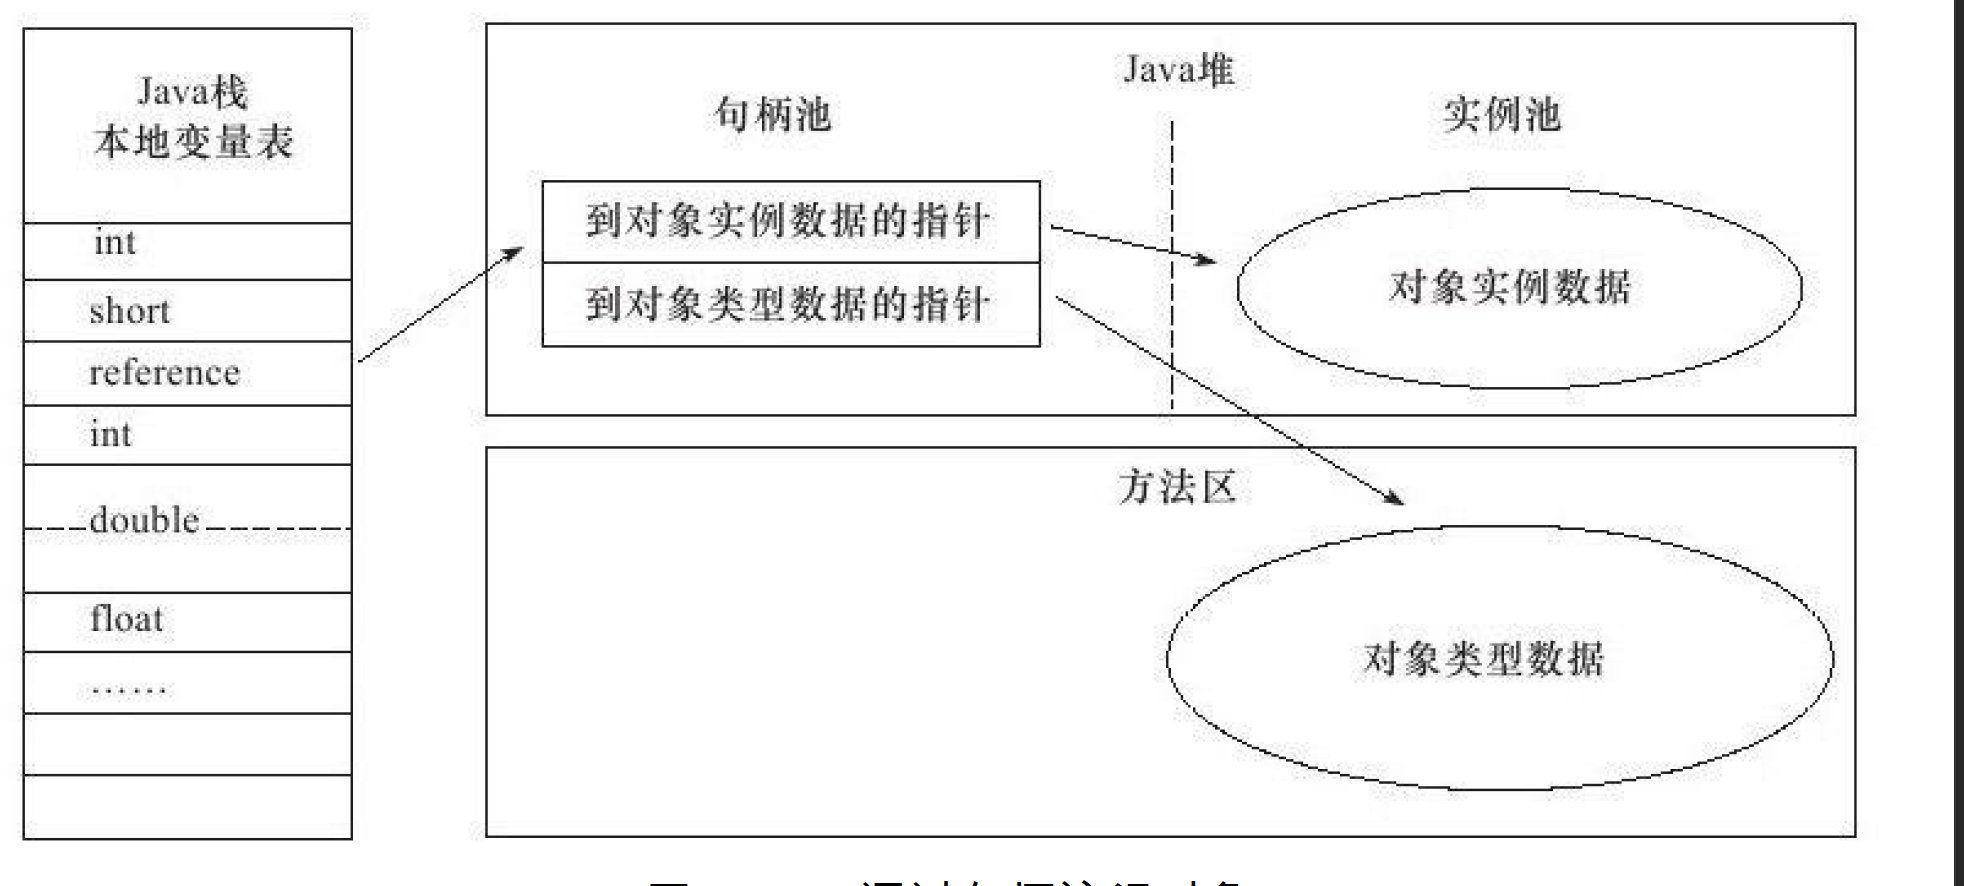 Java栈
本地变量表
int
short
reference
int
double
float
……
Java堆
句柄池
实例池
到对象实例数据的指针
到对象类型数据的指针
对象实例数据
方法区
对象类型数据